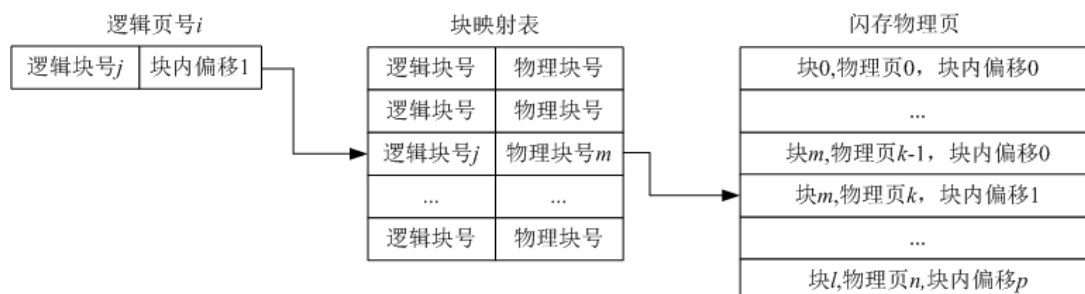 逻辑页号i
逻辑块号j 块内偏移1
块映射表
逻辑块号 物理块号
逻辑块号 物理块号
逻辑块号j 物理块号m
... ...
逻辑块号 物理块号
闪存物理页
块0,物理页0，块内偏移0
...
块m,物理页k-1，块内偏移0
块m,物理页k，块内偏移1
...
块l,物理页n,块内偏移p